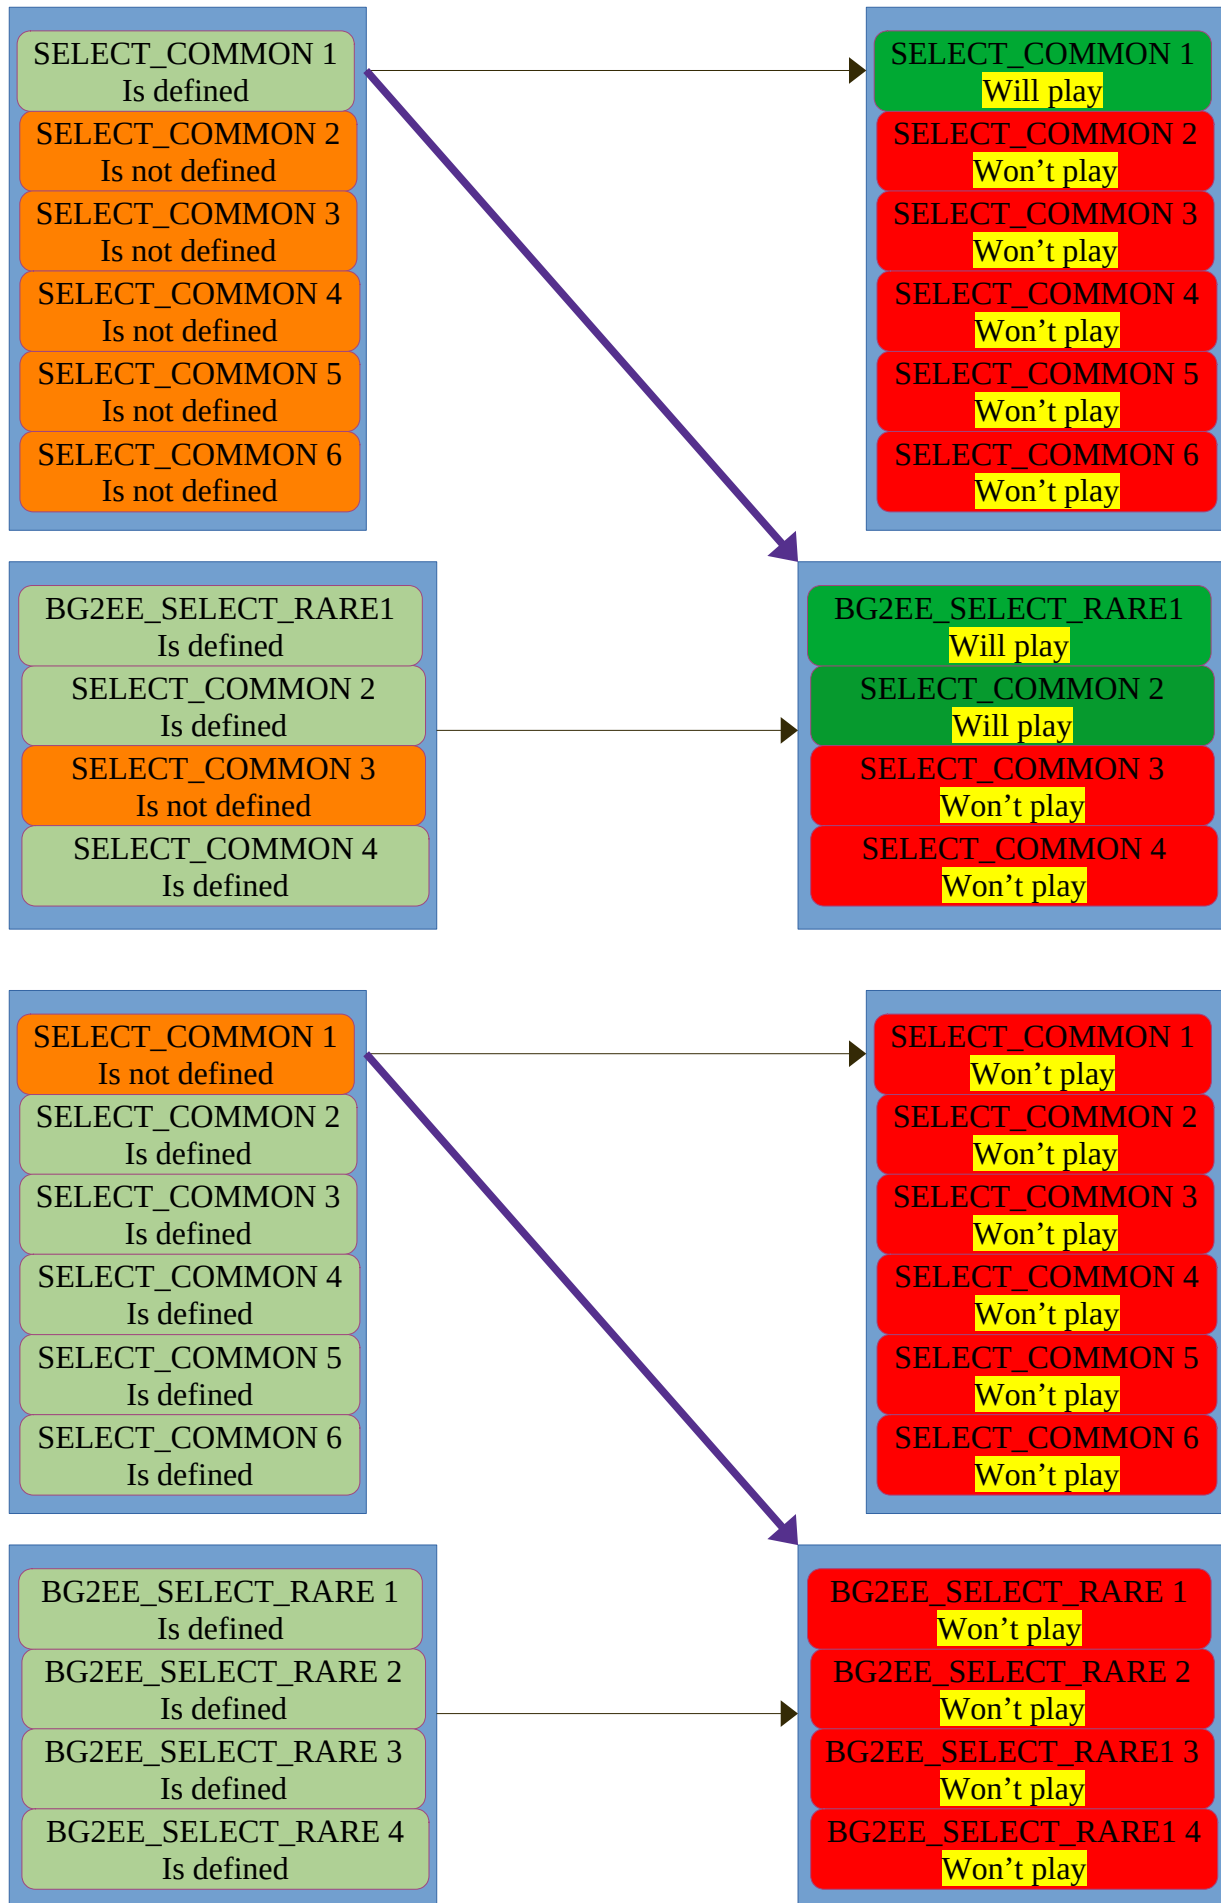 SELECT_COMMON 1
Is defined
SELECT_COMMON 2
Is not defined
SELECT_COMMON 3
Is not defined
SELECT_COMMON 4
Is not defined
SELECT_COMMON 5
Is not defined
SELECT_COMMON 6
Is not defined
SELECT_COMMON 1
Will play
SELECT_COMMON 2
Won’t play
SELECT_COMMON 3
Won’t play
SELECT_COMMON 4
Won’t play
SELECT_COMMON 5
Won’t play
SELECT_COMMON 6
Won’t play
BG2EE_SELECT_RARE1
Is defined
SELECT_COMMON 2
Is defined
SELECT_COMMON 3
Is not defined
SELECT_COMMON 4
Is defined
BG2EE_SELECT_RARE1
Will play
SELECT_COMMON 2
Will play
SELECT_COMMON 3
Won’t play
SELECT_COMMON 4
Won’t play
SELECT_COMMON 1
Is not defined
SELECT_COMMON 2
Is defined
SELECT_COMMON 3
Is defined
SELECT_COMMON 4
Is defined
SELECT_COMMON 5
Is defined
SELECT_COMMON 6
Is defined
SELECT_COMMON 1
Won’t play
SELECT_COMMON 2
Won’t play
SELECT_COMMON 3
Won’t play
SELECT_COMMON 4
Won’t play
SELECT_COMMON 5
Won’t play
SELECT_COMMON 6
Won’t play
BG2EE_SELECT_RARE 1
Is defined
BG2EE_SELECT_RARE 2
Is defined
BG2EE_SELECT_RARE 3
Is defined
BG2EE_SELECT_RARE 4
Is defined
BG2EE_SELECT_RARE 1
Won’t play
BG2EE_SELECT_RARE 2
Won’t play
BG2EE_SELECT_RARE1 3
Won’t play
BG2EE_SELECT_RARE1 4
Won’t play